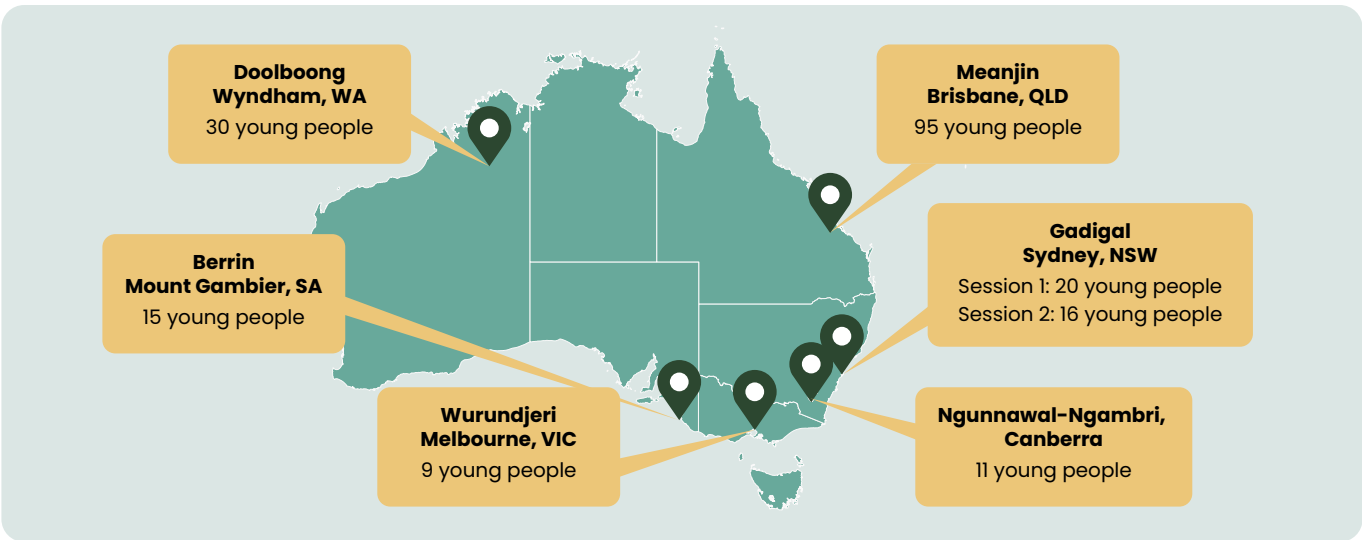 Doolboong
Wyndham, WA
30 young people
Meanjin
Brisbane, QLD
95 young people
Gadigal
Sydney, NSW
Session 1: 20 young people
Session 2: 16 young people
Berrin
Mount Gambier, SA
15 young people
Wurundjeri
Melbourne, VIC
9 young people
Ngunnawal-Ngambri,
Canberra
11 young people